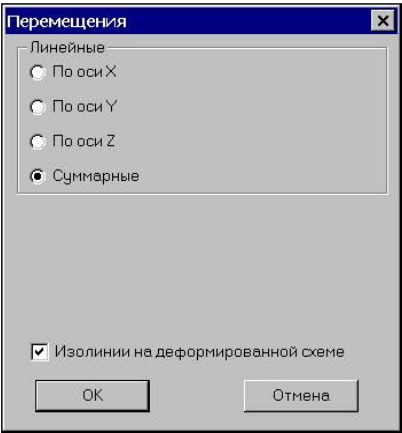 Перемещения
Линейные
По оси X
По оси Y
По оси Z
Суммарные
Изолинии на деформированной схеме
OK
Отмена